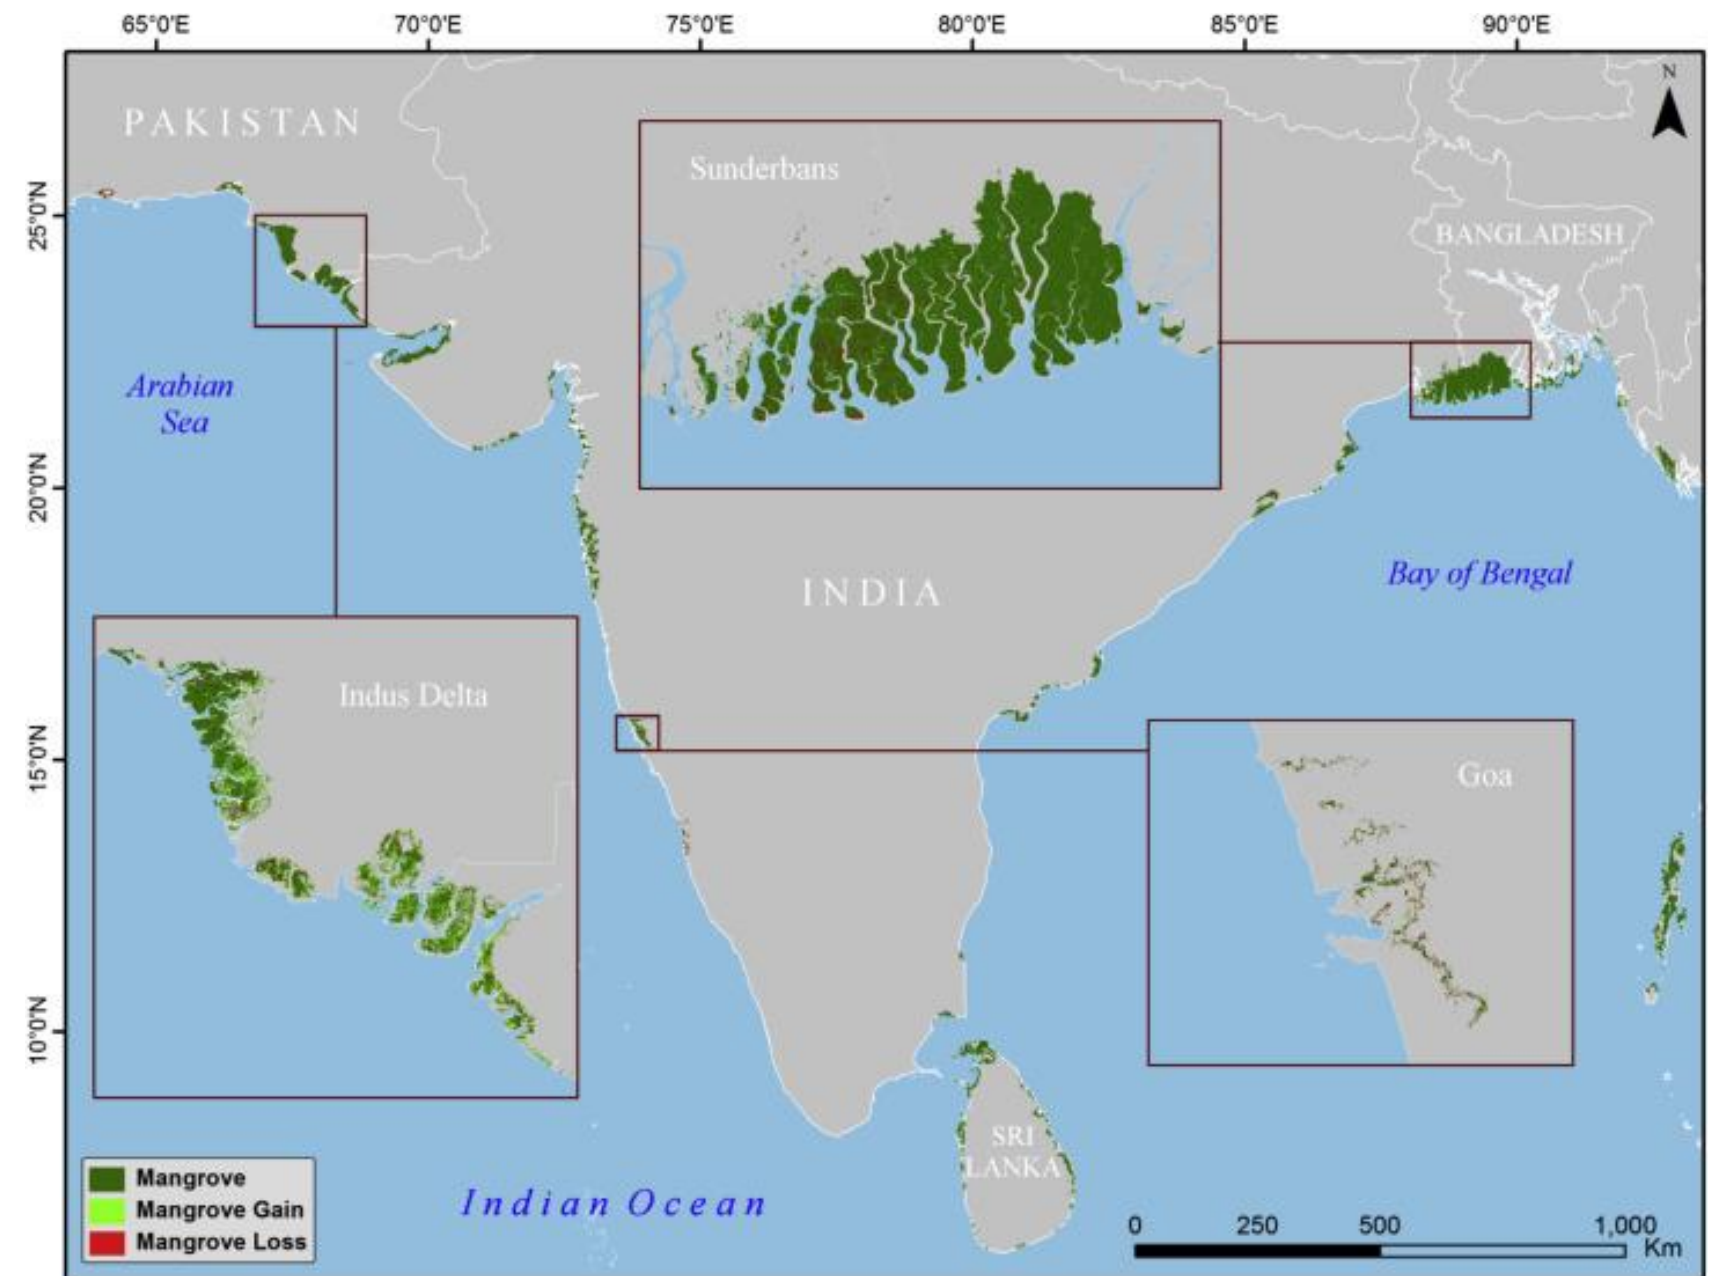 65°0'E 70°0'E 75°0'E 80°0'E 85°0'E 90°0'E
N
PAKISTAN
Sunderbans
25°0'N
BANGLADESH
Arabian
Sea
20°0'N
Bay of Bengal
INDIA
Indus Delta
15°0'N
Goa
10°0'N
SRI
LANKA
Mangrove
Mangrove Gain
Mangrove Loss
Indian Ocean
0 250 500 1,000
Km